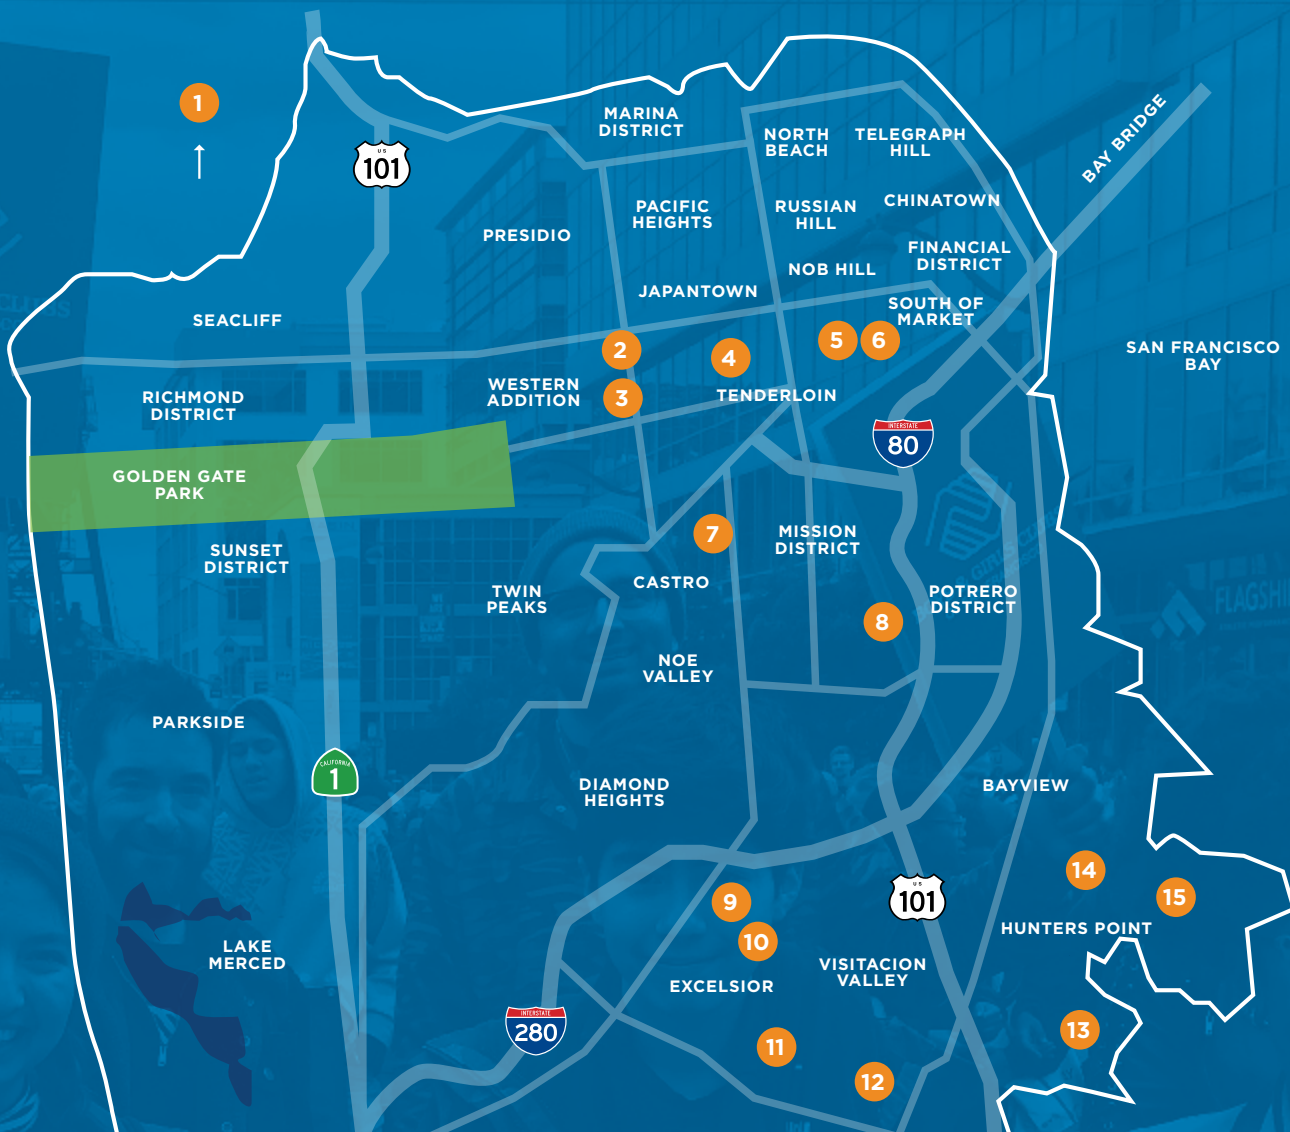 1
US
101
MARINA
DISTRICT
NORTH
BEACH
TELEGRAPH
HILL
BAY BRIDGE
PACIFIC
HEIGHTS
RUSSIAN
HILL
CHINATOWN
PRESIDIO
FINANCIAL
DISTRICT
NOB HILL
JAPANTOWN
SOUTH OF
MARKET
SEACLIFF
2
4
5
6
SAN FRANCISCO
BAY
RICHMOND
DISTRICT
WESTERN
ADDITION
3
TENDERLOIN
INTERSTATE
80
GOLDEN GATE
PARK
7
MISSION
DISTRICT
SUNSET
DISTRICT
TWIN
PEAKS
CASTRO
POTRERO
DISTRICT
FLAGSHI
8
NOE
VALLEY
PARKSIDE
CALIFORNIA
1
DIAMOND
HEIGHTS
BAYVIEW
14
15
9
US
101
10
HUNTERS POINT
LAKE
MERCED
VISITACION
VALLEY
EXCELSIOR
INTERSTATE
280
11
13
12